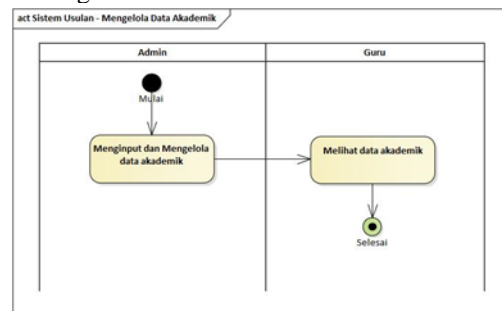 act Sistem Usulan - Mengelola Data Akademik
Admin
Guru
Mulai
Menginput dan Mengelola
data akademik
Melihat data akademik
Selesai